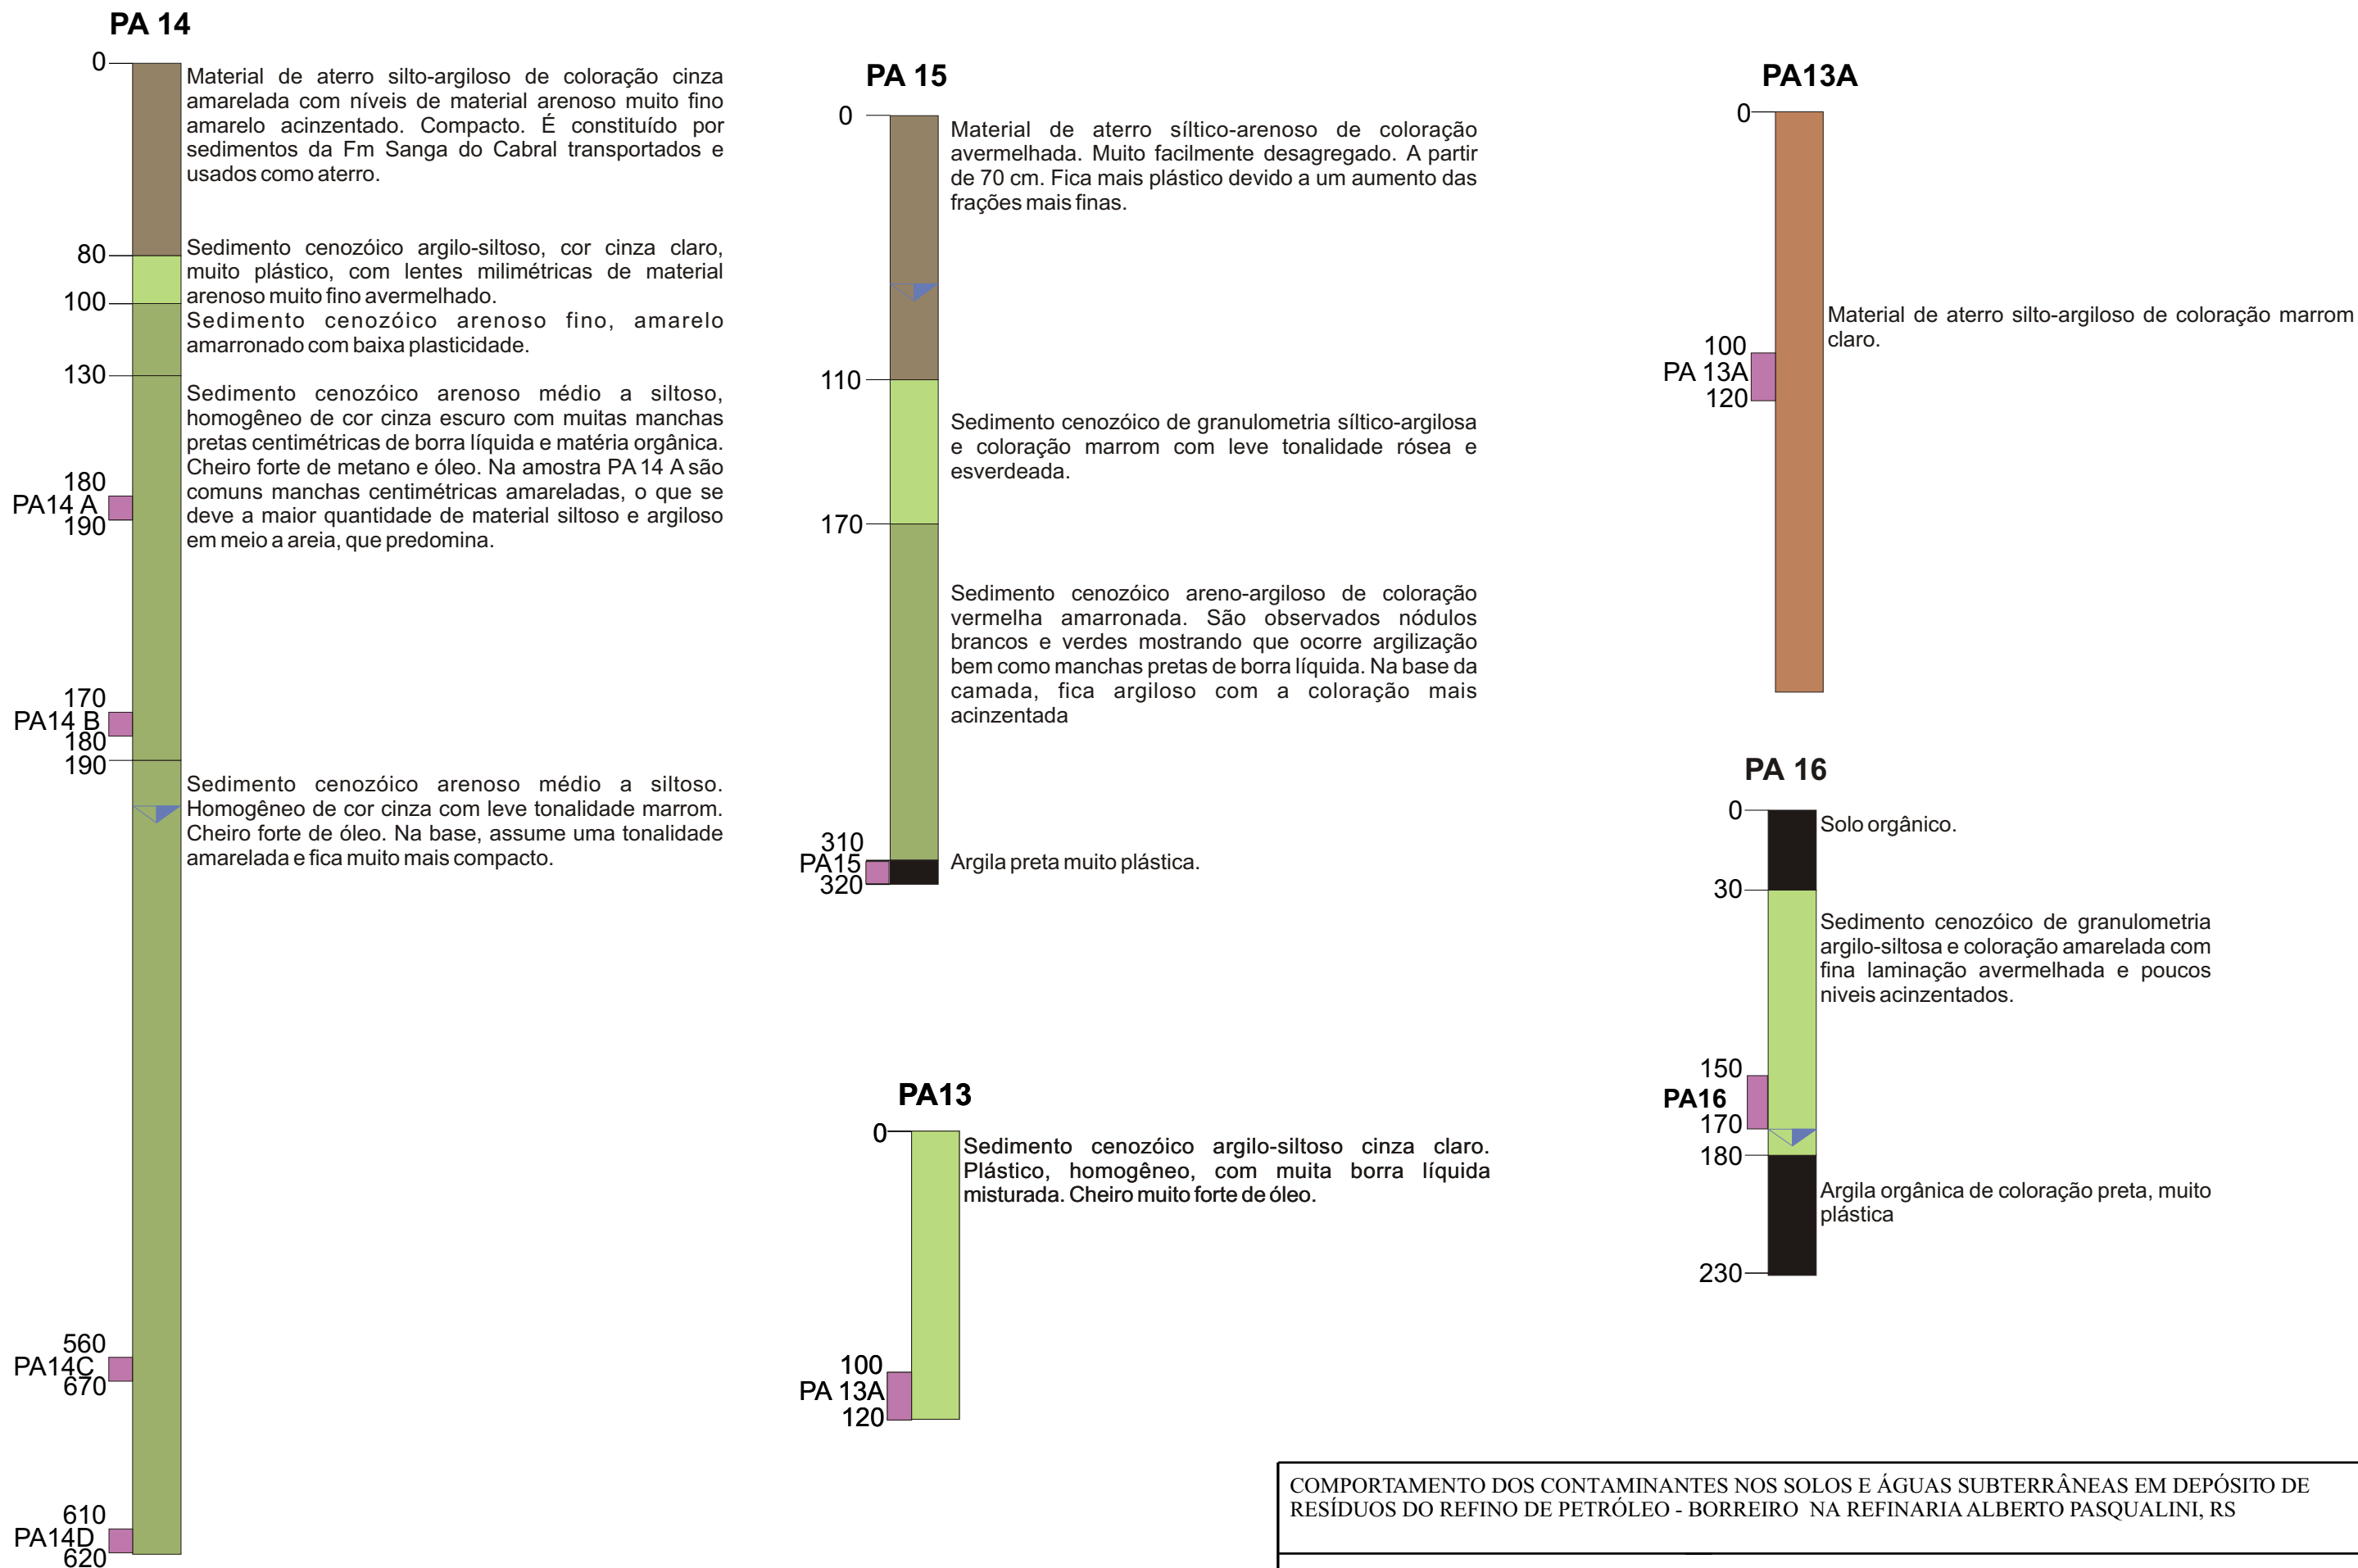 PA 14
0
Material de aterro silto-argiloso de coloração cinza
amarelada com níveis de material arenoso muito fino
amarelo acinzentado. Compacto. É constituído por
sedimentos da Fm Sanga do Cabral transportados e
usados como aterro.
80
Sedimento cenozóico argilo-siltoso, cor cinza claro,
muito plástico, com lentes milimétricas de material
arenoso muito fino avermelhado.
100
Sedimento cenozóico arenoso fino, amarelo
amarronado com baixa plasticidade.
130
Sedimento cenozóico arenoso médio a siltoso,
homogêneo de cor cinza escuro com muitas manchas
pretas centimétricas de borra líquida e matéria orgânica.
Cheiro forte de metano e óleo. Na amostra PA 14 A são
comuns manchas centimétricas amareladas, o que se
deve a maior quantidade de material siltoso e argiloso
em meio a areia, que predomina.
180
PA14 A
190
170
PA14 B
180
190
Sedimento cenozóico arenoso médio a siltoso.
Homogêneo de cor cinza com leve tonalidade marrom.
Cheiro forte de óleo. Na base, assume uma tonalidade
amarelada e fica muito mais compacto.
560
PA14C
670
610
PA14D
620
PA 15
0
Material de aterro síltico-arenoso de coloração
avermelhada. Muito facilmente desagregado. A partir
de 70 cm. Fica mais plástico devido a um aumento das
frações mais finas.
110
Sedimento cenozóico de granulometria síltico-argilosa
e coloração marrom com leve tonalidade rósea e
esverdeada.
170
Sedimento cenozóico areno-argiloso de coloração
vermelha amarronada. São observados nódulos
brancos e verdes mostrando que ocorre argilização
bem como manchas pretas de borra líquida. Na base da
camada, fica argiloso com a coloração mais
acinzentada
310
PA15
320
Argila preta muito plástica.
PA13
0
Sedimento cenozóico argilo-siltoso cinza claro.
Plástico, homogêneo, com muita borra líquida
misturada. Cheiro muito forte de óleo.
100
PA 13A
120
PA13A
0
Material de aterro silto-argiloso de coloração marrom
claro.
100
PA 13A
120
PA 16
0
Solo orgânico.
30
Sedimento cenozóico de granulometria
argilo-siltosa e coloração amarelada com
fina laminação avermelhada e poucos
niveis acinzentados.
150
PA16
170
180
Argila orgânica de coloração preta, muito
plástica
230
COMPORTAMENTO DOS CONTAMINANTES NOS SOLOS E ÁGUAS SUBTERRÂNEAS EM DEPÓSITO DE
RESÍDUOS DO REFINO DE PETRÓLEO - BORREIRO NA REFINARIA ALBERTO PASQUALINI, RS